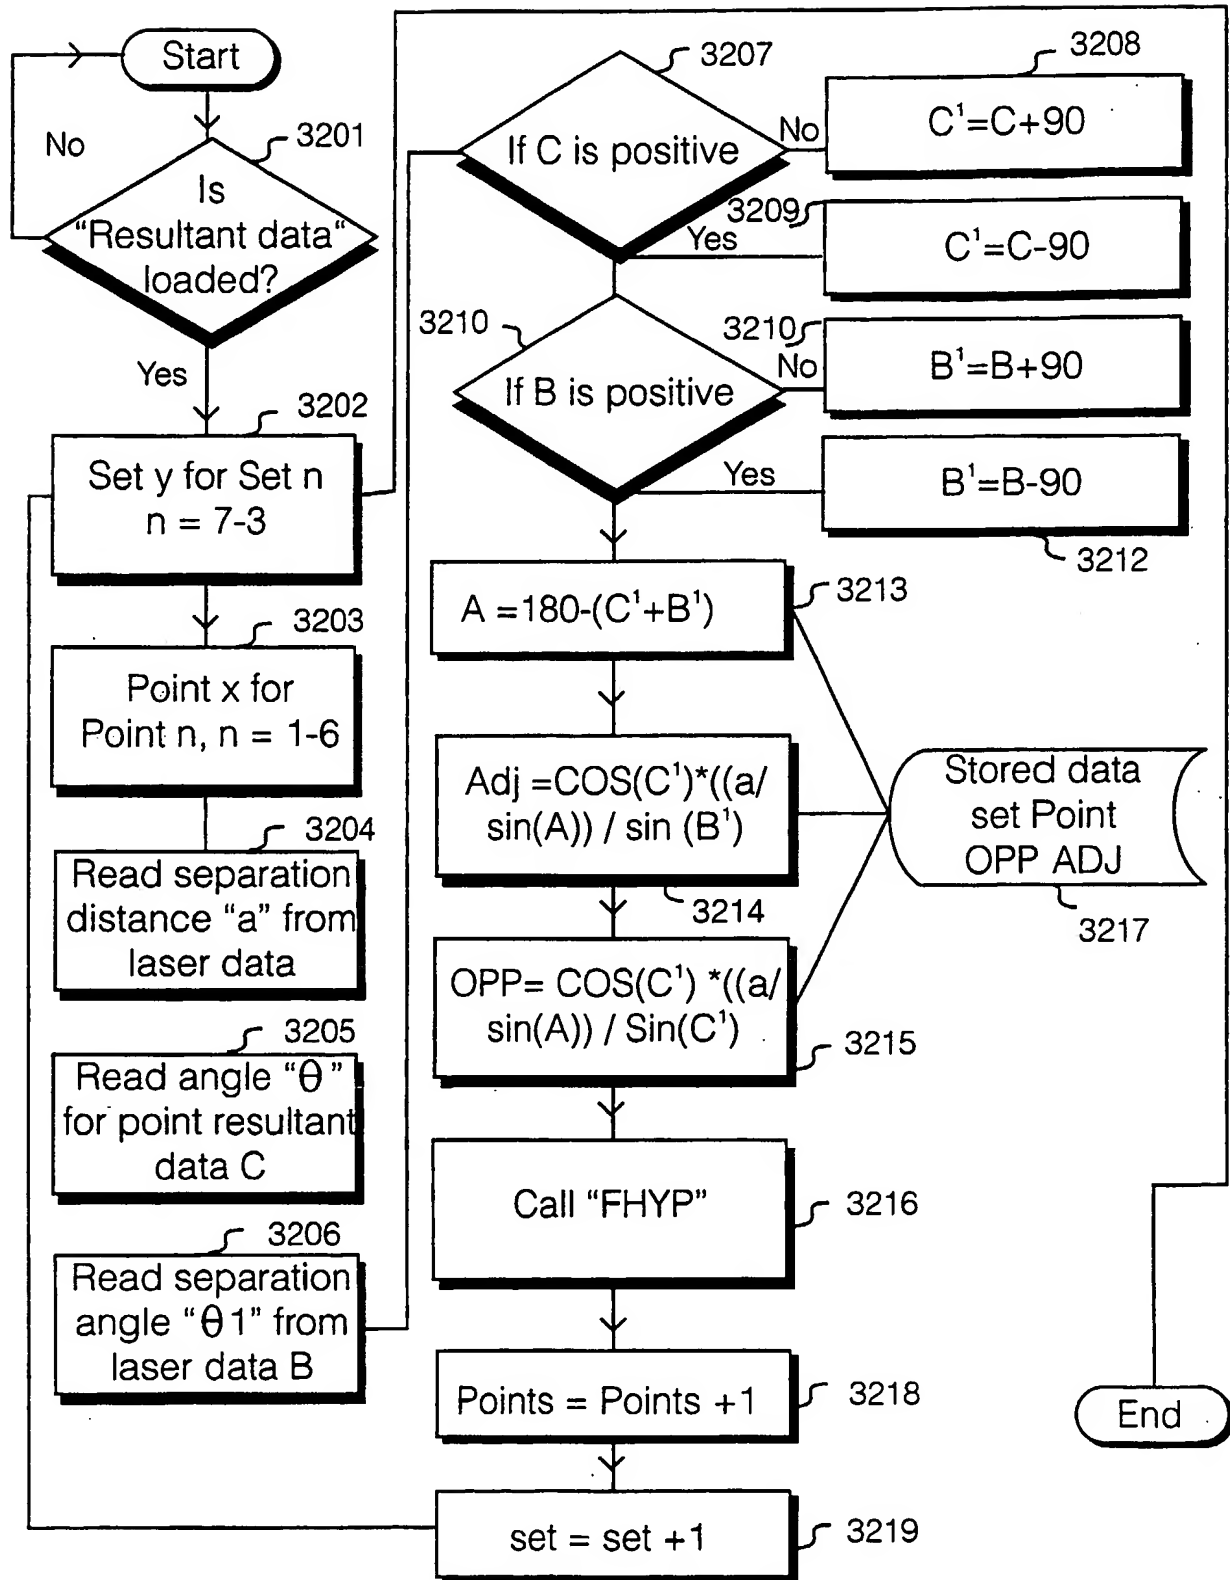 Start
No
3201
Is
“Resultant data“
loaded?
Yes
3202
Set y for Set n
n = 7-3
3203
Point x for
Point n, n = 1-6
3204
Read separation
distance “a” from
laser data
3205
Read angle “θ”
for point resultant
data C
3206
Read separation
angle “θ1” from
laser data B
3207
If C is positive
No
3208
C¹=C+90
3209
Yes
C¹=C-90
3210
If B is positive
3210
No
B¹=B+90
Yes
B¹=B-90
3212
A =180-(C¹+B¹)
3213
Adj =COS(C¹)*((a/
sin(A)) / sin (B¹)
3214
OPP= COS(C¹) *((a/
sin(A)) / Sin(C¹)
3215
Stored data
set Point
OPP ADJ
3217
Call “FHYP”
3216
Points = Points +1
3218
set = set +1
3219
End